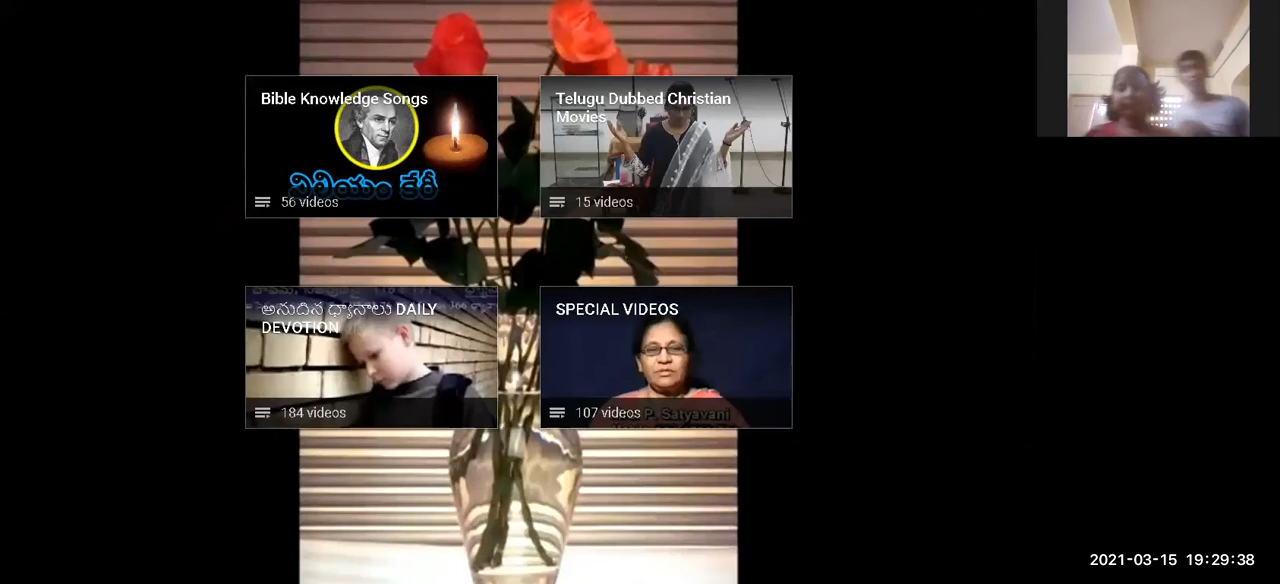 Bible Knowledge Songs
విలియం కేరీ
56 videos
Telugu Dubbed Christian
Movies
15 videos
అనుదిన ధ్యానాలు DAILY
DEVOTION
184 videos
SPECIAL VIDEOS
107 videos
P. Satyavani
2021-03-15 19:29:38